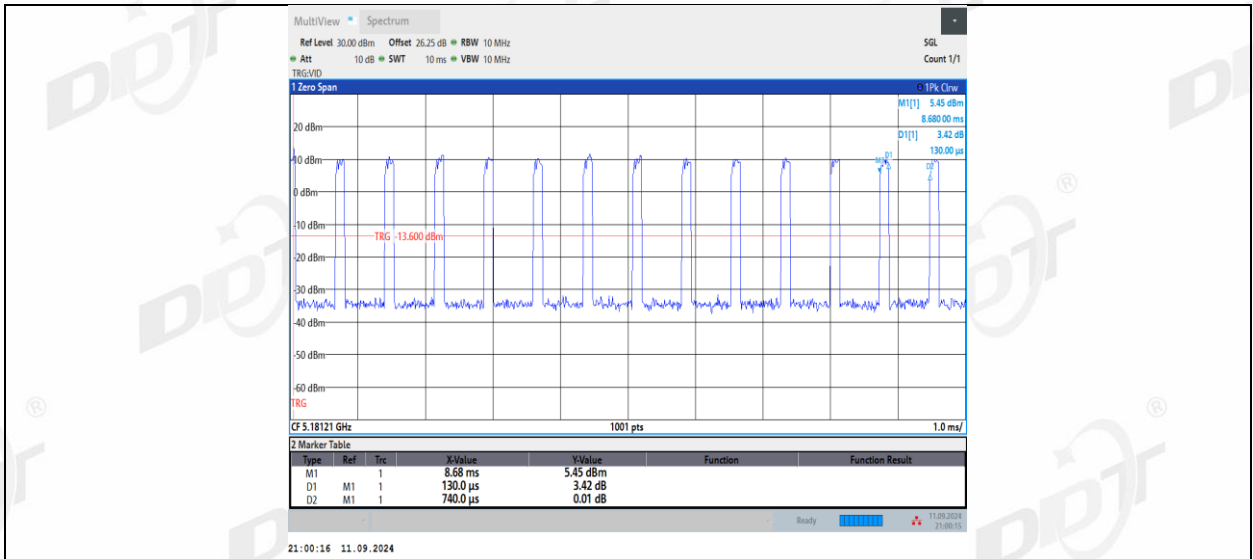 MultiView Spectrum
Ref Level 30.00 dBm Offset 26.25 dB RBW 10 MHz SGL
Att 10 dB SWT 10 ms VBW 10 MHz Count 1/1
TRG:VID
1 Zero Span 1Pk Clrw
M1[1] 5.45 dBm
8.680 00 ms
20 dBm D1[1] 3.42 dB
130.00 µs
10 dBm M1 D1 D2
0 dBm
-10 dBm
TRG -13.600 dBm
-20 dBm
-30 dBm
-40 dBm
-50 dBm
-60 dBm
TRG
CF 5.18121 GHz 1001 pts 1.0 ms/
2 Marker Table
Type Ref Trc X-Value Y-Value Function Function Result
M1 1 8.68 ms 5.45 dBm
D1 M1 1 130.0 µs 3.42 dB
D2 M1 1 740.0 µs 0.01 dB
Ready 11.09.2024
21:00:15
21:00:16 11.09.2024
DDT
®